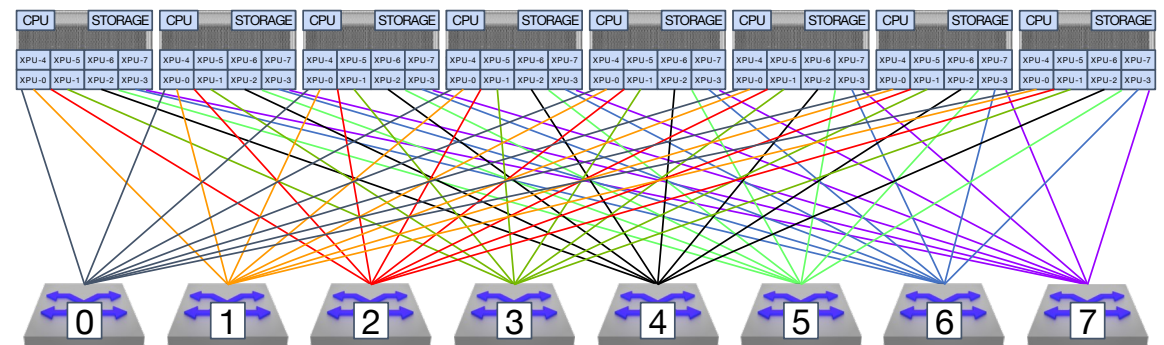 CPU STORAGE CPU STORAGE CPU STORAGE CPU STORAGE CPU STORAGE CPU STORAGE CPU STORAGE CPU STORAGE
XPU-4 XPU-5 XPU-6 XPU-7 XPU-4 XPU-5 XPU-6 XPU-7 XPU-4 XPU-5 XPU-6 XPU-7 XPU-4 XPU-5 XPU-6 XPU-7 XPU-4 XPU-5 XPU-6 XPU-7 XPU-4 XPU-5 XPU-6 XPU-7 XPU-4 XPU-5 XPU-6 XPU-7 XPU-4 XPU-5 XPU-6 XPU-7
XPU-0 XPU-1 XPU-2 XPU-3 XPU-0 XPU-1 XPU-2 XPU-3 XPU-0 XPU-1 XPU-2 XPU-3 XPU-0 XPU-1 XPU-2 XPU-3 XPU-0 XPU-1 XPU-2 XPU-3 XPU-0 XPU-1 XPU-2 XPU-3 XPU-0 XPU-1 XPU-2 XPU-3 XPU-0 XPU-1 XPU-2 XPU-3
0 1 2 3 4 5 6 7